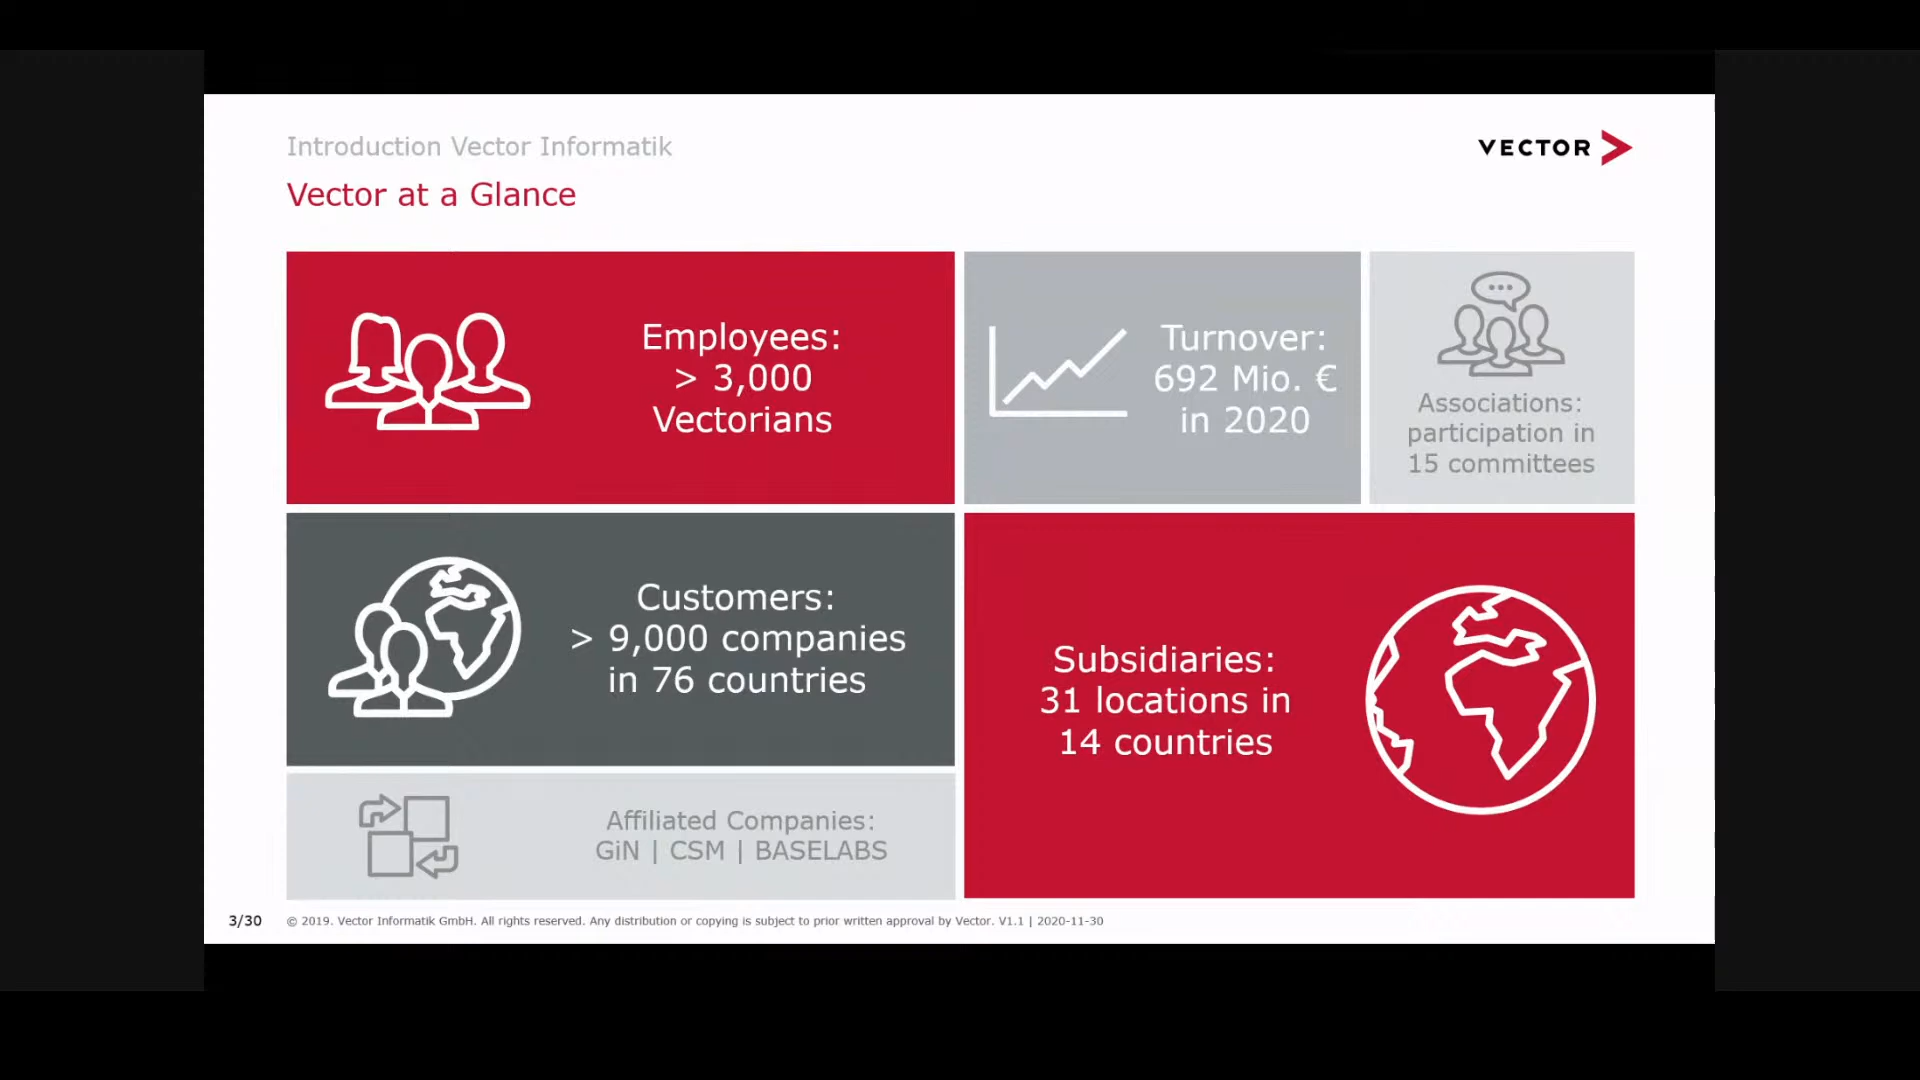 Introduction Vector Informatik
VECTOR
Vector at a Glance
Employees:
> 3,000
Vectorians
Turnover:
692 Mio. €
in 2020
Associations:
participation in
15 committees
Customers:
> 9,000 companies
in 76 countries
Subsidiaries:
31 locations in
14 countries
Affiliated Companies:
GiN | CSM | BASELABS
3/30
© 2019. Vector Informatik GmbH. All rights reserved. Any distribution or copying is subject to prior written approval by Vector. V1.1 | 2020-11-30